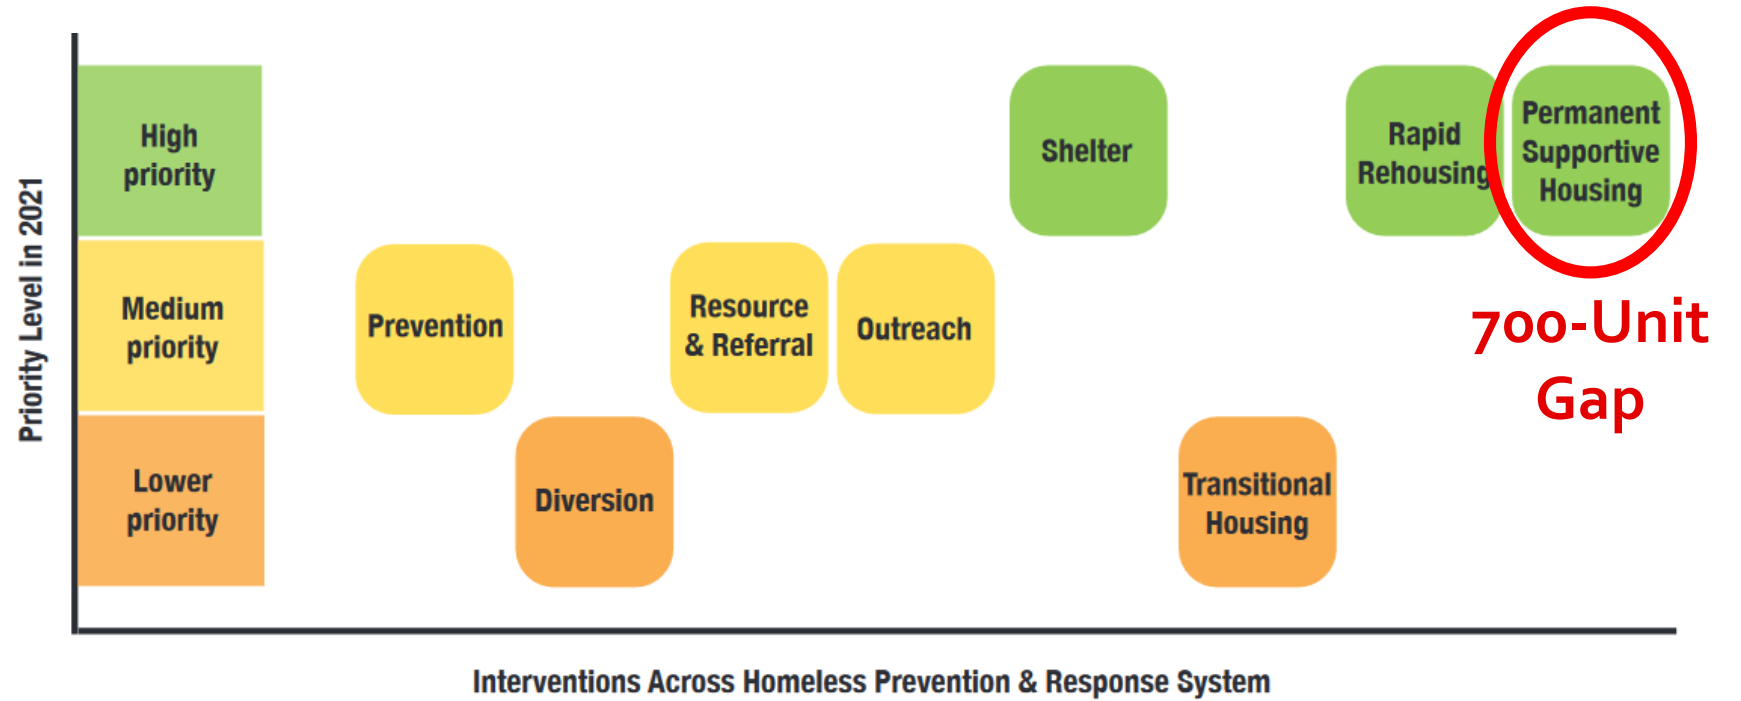 Priority Level in 2021
High
priority
Medium
priority
Lower
priority
Prevention
Diversion
Resource
& Referral
Outreach
Shelter
Transitional
Housing
Rapid
Rehousing
Permanent
Supportive
Housing
700-Unit
Gap
Interventions Across Homeless Prevention & Response System